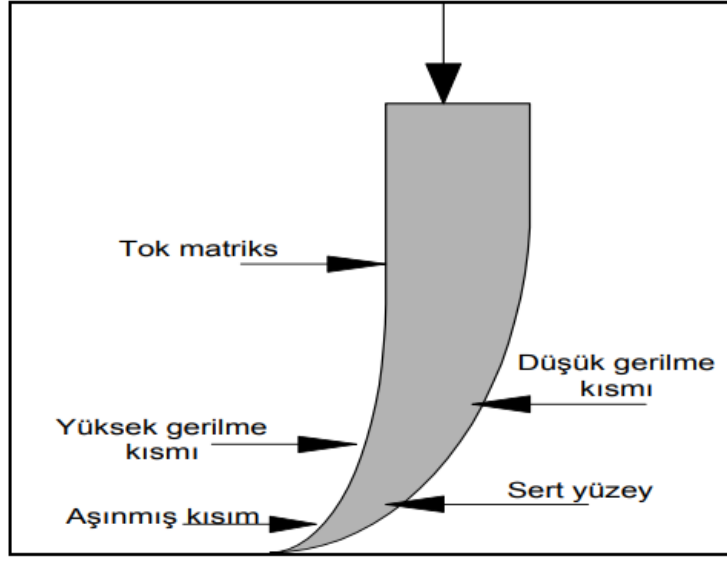 Tok matriks
Düşük gerilme
kısmı
Yüksek gerilme
kısmı
Sert yüzey
Aşınmış kısım